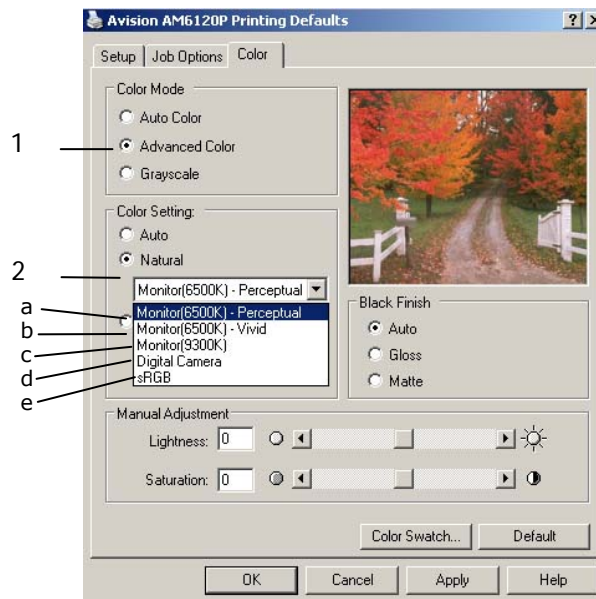 Avision AM6120P Printing Defaults
Setup Job Options Color
Color Mode
Auto Color
1
Advanced Color
Grayscale
Color Setting:
Auto
Natural
2
Monitor(6500K) - Perceptual
a
Monitor(6500K) - Perceptual
b
Monitor(6500K) - Vivid
c
Monitor(9300K)
d
Digital Camera
e
sRGB
Black Finish
Auto
Gloss
Matte
Manual Adjustment
Lightness: 0
Saturation: 0
Color Swatch... Default
OK Cancel Apply Help